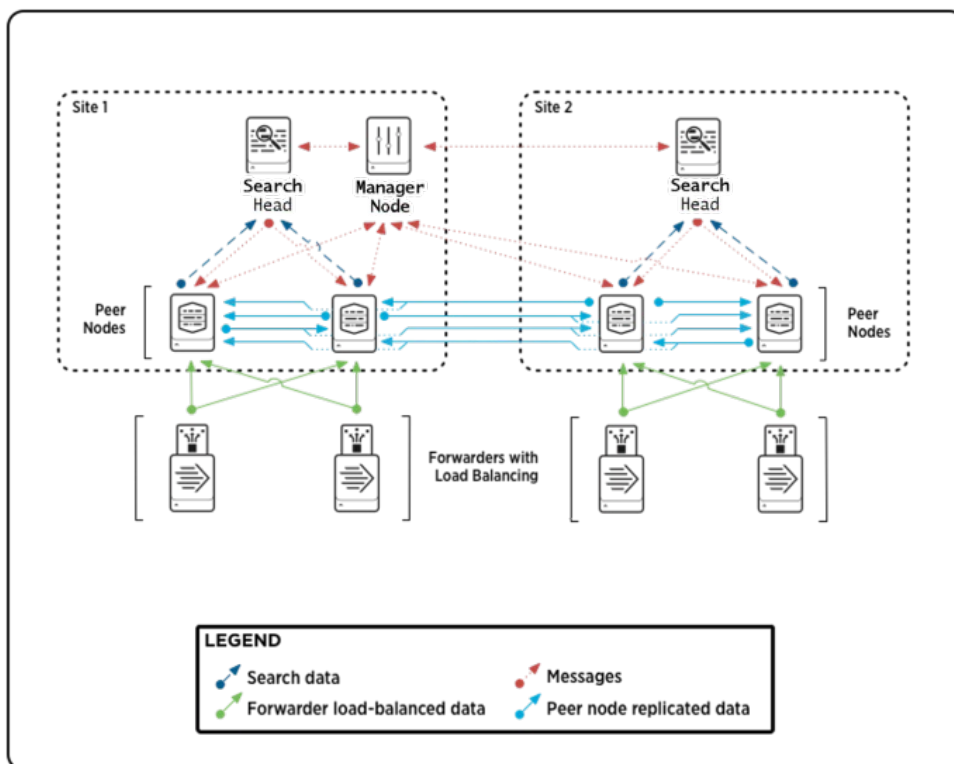 Site 1
Site 2
Search
Head
Manager
Node
Search
Head
Peer
Nodes
Peer
Nodes
Forwarders with
Load Balancing
LEGEND
Search data
Messages
Forwarder load-balanced data
Peer node replicated data